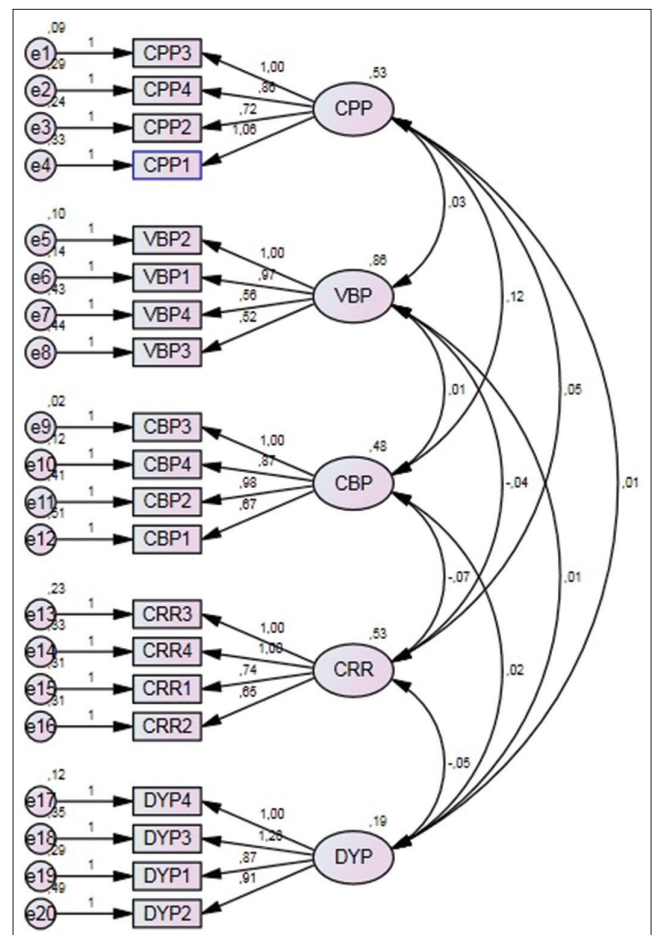 ,09
e1 1 CPP3
,29
e2 1 CPP4
,24
e3 1 CPP2
,33
e4 1 CPP1
1,00
,86
,72
1,06
,53
CPP
,10
e5 1 VBP2
,14
e6 1 VBP1
,43
e7 1 VBP4
,44
e8 1 VBP3
1,00
,97
,56
,52
,86
VBP
,02
e9 1 CBP3
,12
e10 1 CBP4
,41
e11 1 CBP2
,51
e12 1 CBP1
1,00
,87
,98
,67
,48
CBP
,23
e13 1 CRR3
,33
e14 1 CRR4
,31
e15 1 CRR1
,31
e16 1 CRR2
1,00
,74
,65
,53
CRR
,12
e17 1 DYP4
,35
e18 1 DYP3
,29
e19 1 DYP1
,49
e20 1 DYP2
1,00
,87
,91
,19
DYP
,03
,12
,01
,05
-,04
,01
-,07
,01
,02
-,05